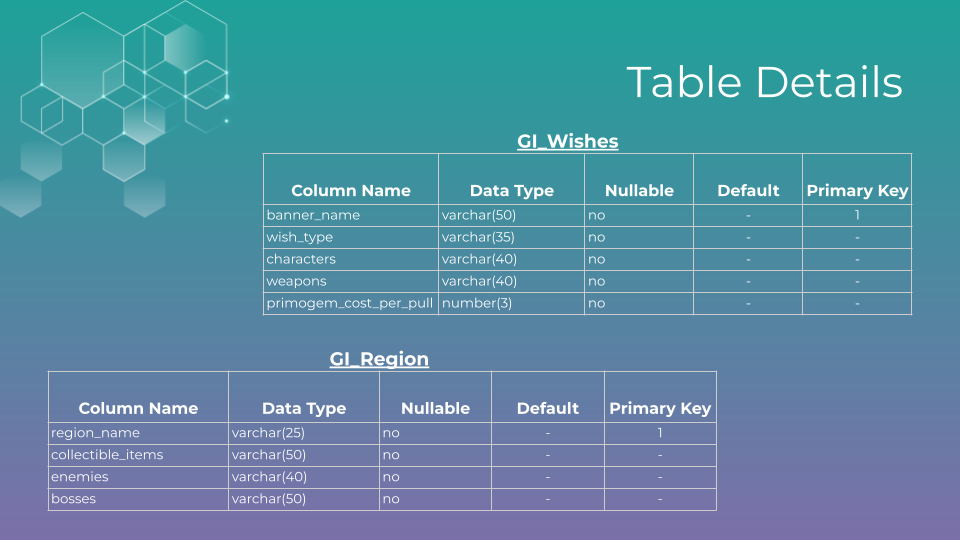 Table Details
GI_Wishes
Column Name Data Type Nullable Default Primary Key
banner_name varchar(50) no - 1
wish_type varchar(35) no - -
characters varchar(40) no - -
weapons varchar(40) no - -
primogem_cost_per_pull number(3) no - -
GI_Region
Column Name Data Type Nullable Default Primary Key
region_name varchar(25) no - 1
collectible_items varchar(50) no - -
enemies varchar(40) no - -
bosses varchar(50) no - -